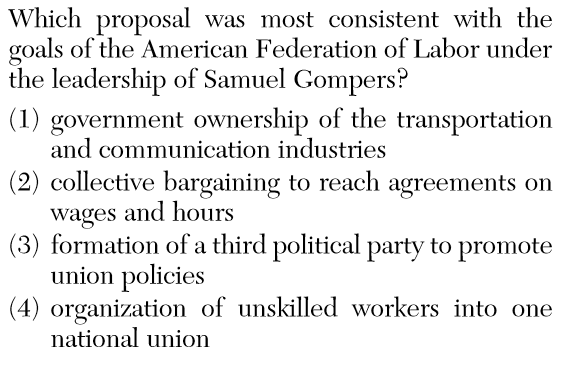 Which proposal was most consistent with the
goals of the American Federation of Labor under
the leadership of Samuel Gompers?
(1) government ownership of the transportation
and communication industries
(2) collective bargaining to reach agreements on
wages and hours
(3) formation of a third political party to promote
union policies
(4) organization of unskilled workers into one
national union